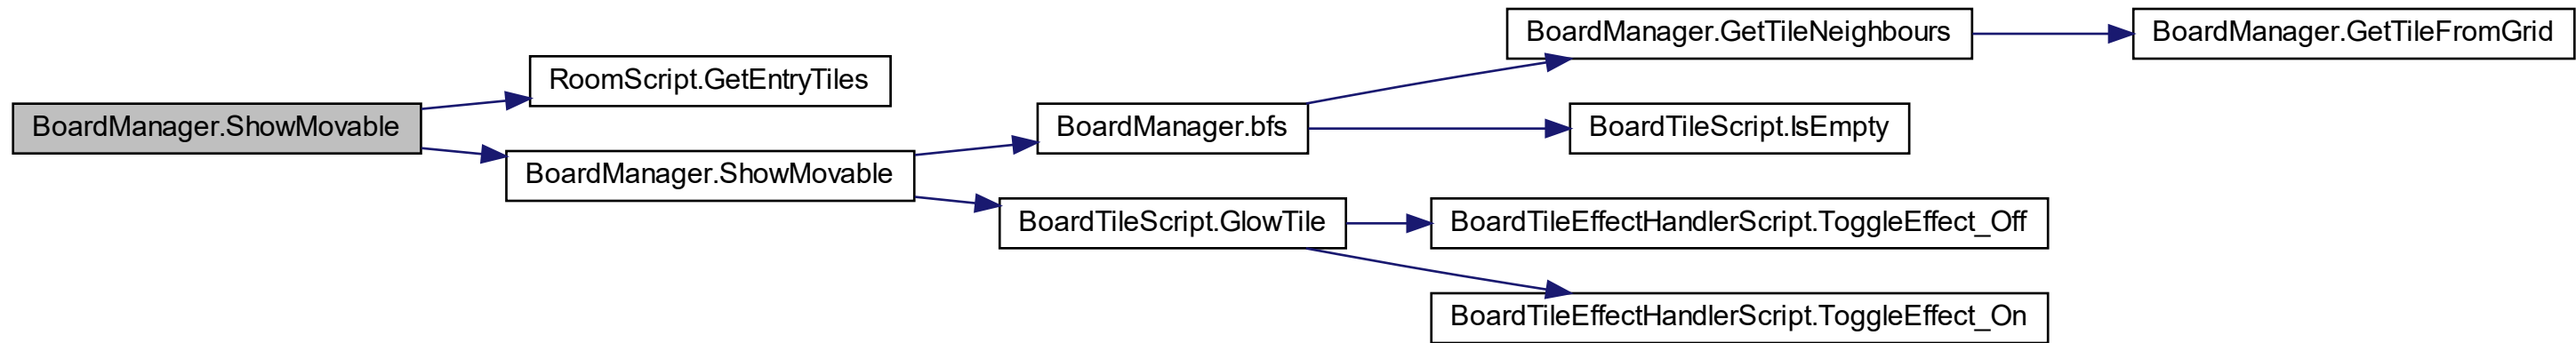 BoardManager.GetTileNeighbours
BoardManager.GetTileFromGrid
RoomScript.GetEntryTiles
BoardManager.ShowMovable
BoardManager.bfs
BoardTileScript.IsEmpty
BoardManager.ShowMovable
BoardTileScript.GlowTile
BoardTileEffectHandlerScript.ToggleEffect_Off
BoardTileEffectHandlerScript.ToggleEffect_On